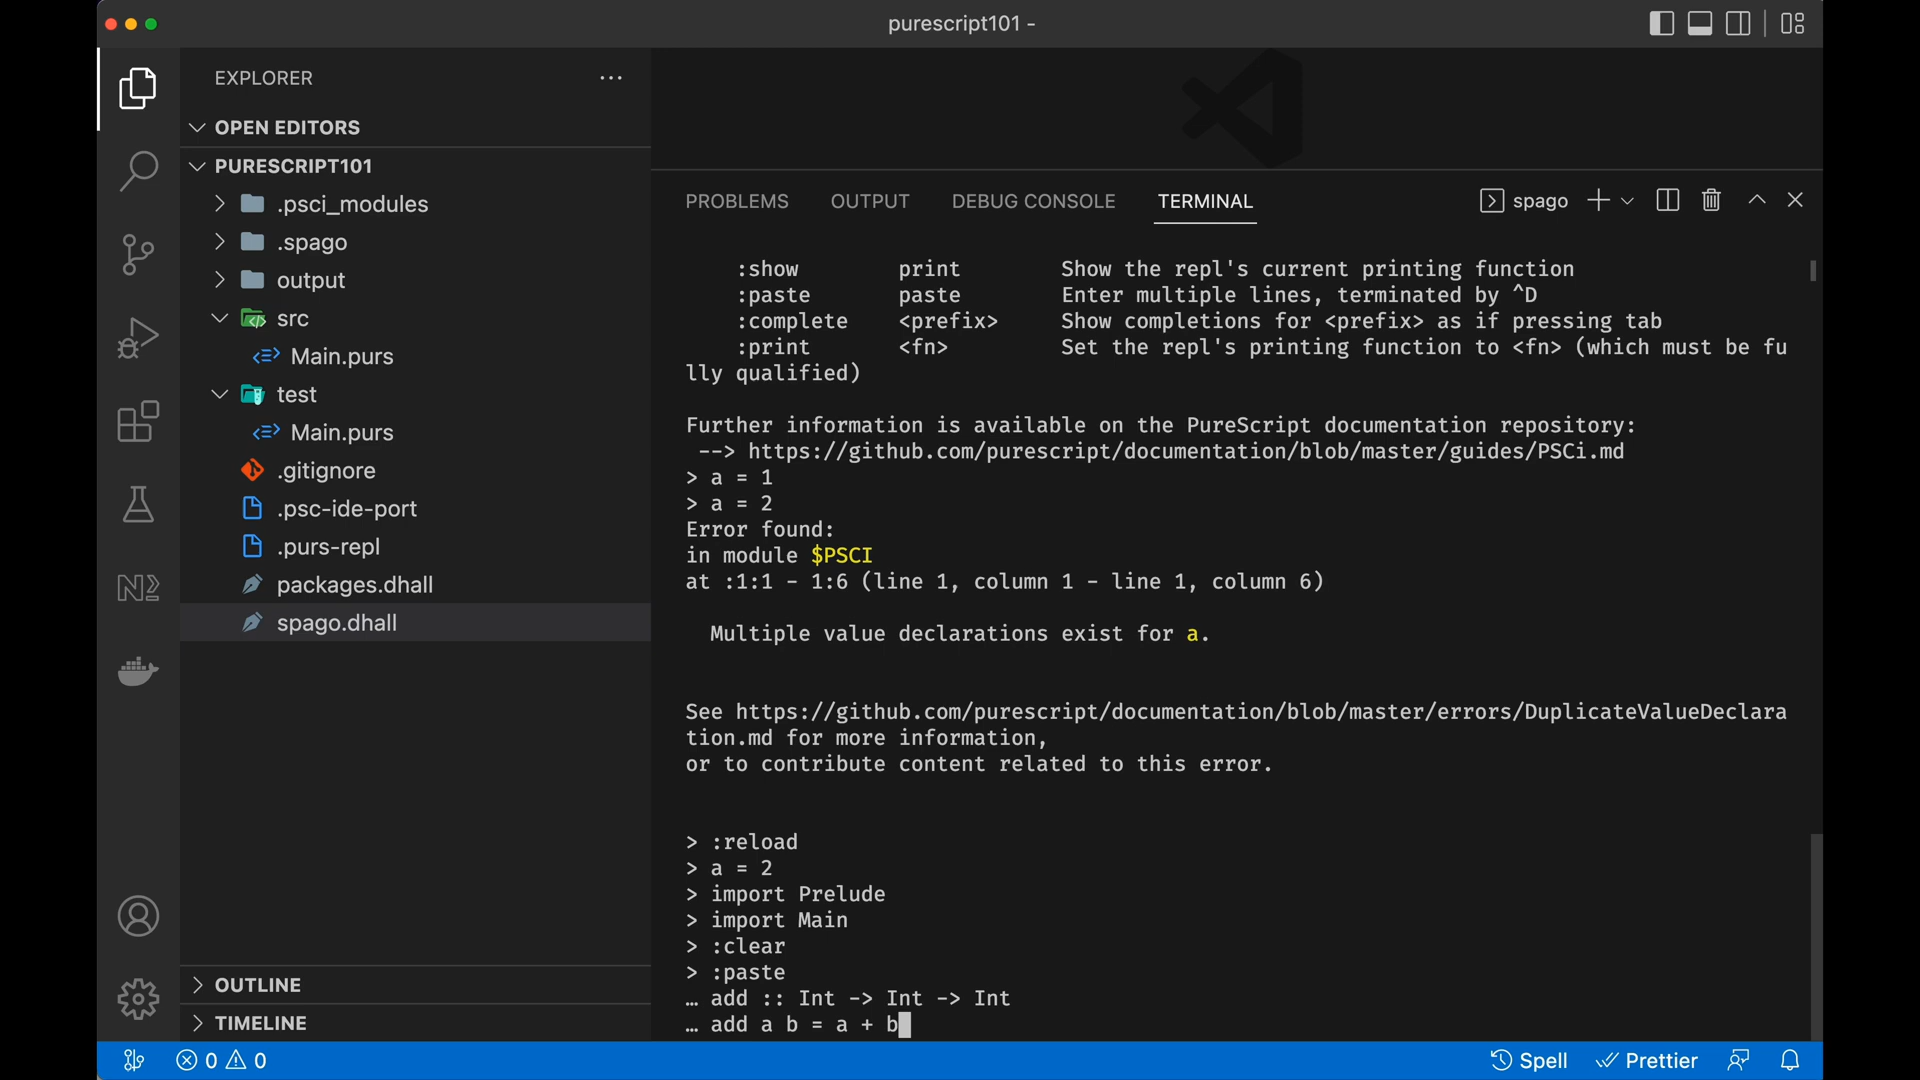 purescript101 -
EXPLORER
OPEN EDITORS
PURESCRIPT101
.psci_modules
.spago
output
src
Main.purs
test
Main.purs
.gitignore
.psc-ide-port
.purs-repl
packages.dhall
spago.dhall
OUTLINE
TIMELINE
PROBLEMS OUTPUT DEBUG CONSOLE TERMINAL spago
:show print Show the repl's current printing function
:paste paste Enter multiple lines, terminated by ^D
:complete <prefix> Show completions for <prefix> as if pressing tab
:print <fn> Set the repl's printing function to <fn> (which must be fu
lly qualified)
Further information is available on the PureScript documentation repository:
--> https://github.com/purescript/documentation/blob/master/guides/PSCi.md
> a = 1
> a = 2
Error found:
in module $PSCI
at :1:1 - 1:6 (line 1, column 1 - line 1, column 6)
Multiple value declarations exist for a.
See https://github.com/purescript/documentation/blob/master/errors/DuplicateValueDeclara
tion.md for more information,
or to contribute content related to this error.
> :reload
> a = 2
> import Prelude
> import Main
> :clear
> :paste
… add :: Int -> Int -> Int
… add a b = a + b
0 0 Spell Prettier